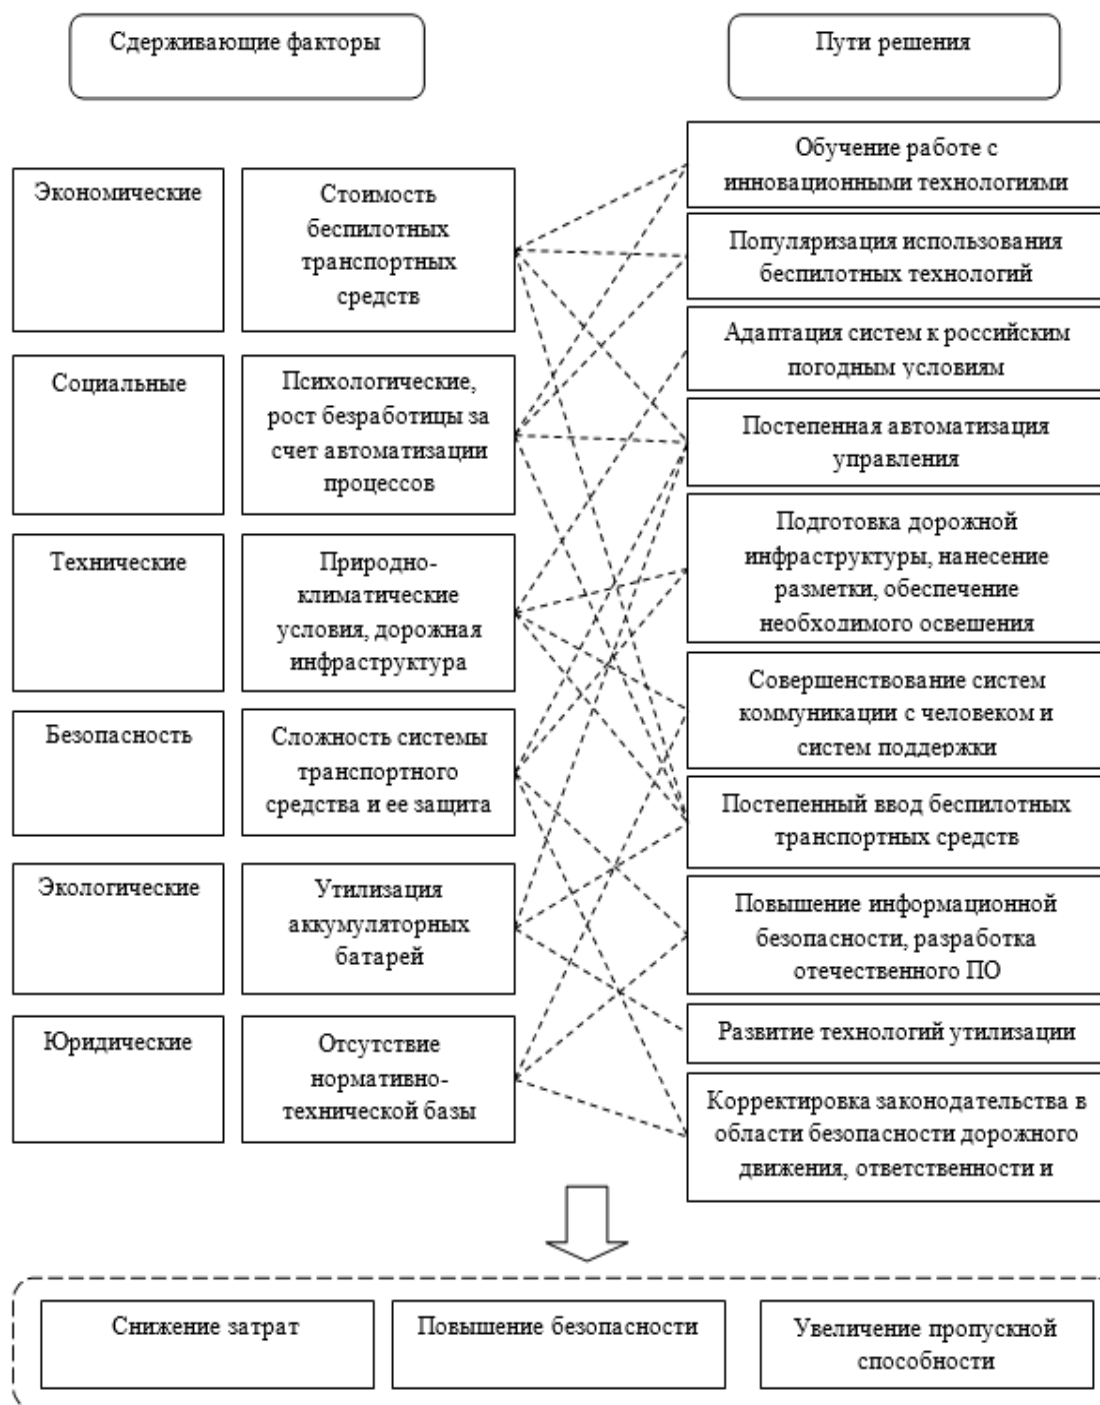 Сдерживающие факторы
Пути решения
Экономические
Стоимость
беспилотных
транспортных
средств
Социальные
Психологические,
рост безработицы за
счет автоматизации
процессов
Технические
Природно-
климатические
условия, дорожная
инфраструктура
Безопасность
Сложность системы
транспортного
средства и ее защита
Экологические
Утилизация
аккумуляторных
батарей
Юридические
Отсутствие
нормативно-
технической базы
Обучение работе с
инновационными технологиями
Популяризация использования
беспилотных технологий
Адаптация систем к российским
погодным условиям
Постепенная автоматизация
управления
Подготовка дорожной
инфраструктуры, нанесение
разметки, обеспечение
необходимого освещения
Совершенствование систем
коммуникации с человеком и
систем поддержки
Постепенный ввод беспилотных
транспортных средств
Повышение информационной
безопасности, разработка
отечественного ПО
Развитие технологий утилизации
Корректировка законодательства в
области безопасности дорожного
движения, ответственности и
Снижение затрат
Повышение безопасности
Увеличение пропускной
способности